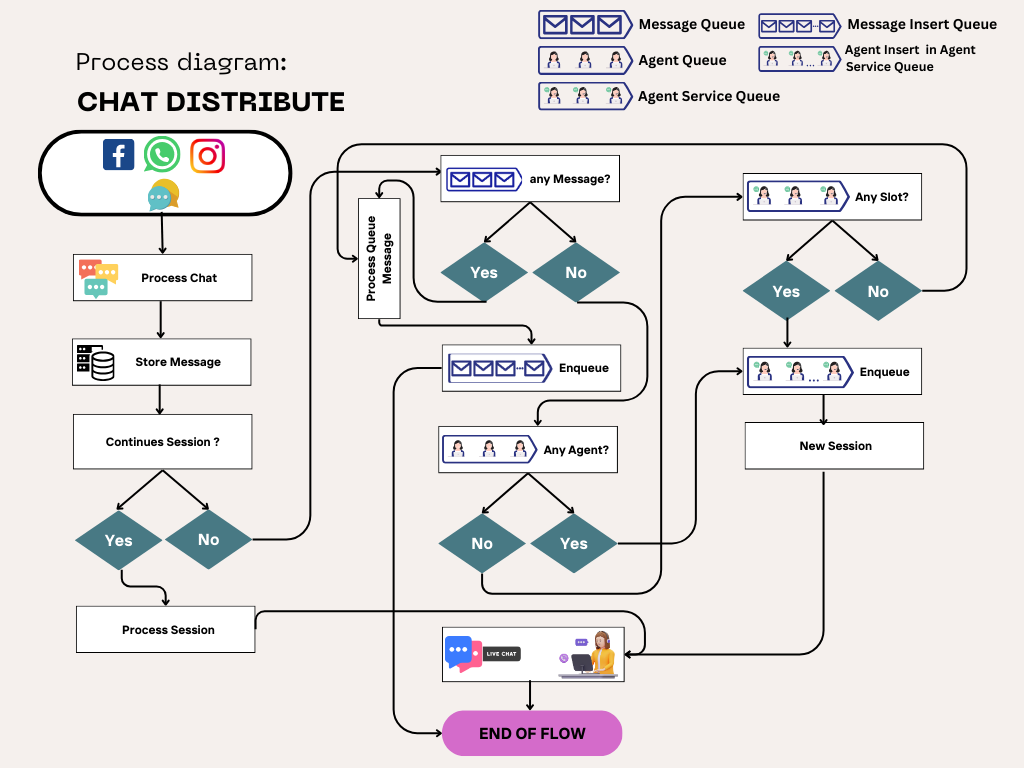 Process diagram:
CHAT DISTRIBUTE
Message Queue
Message Insert Queue
Agent Queue
Agent Insert in Agent
Service Queue
Agent Service Queue
Process Chat
Store Message
Continues Session ?
Yes
No
Process Session
Process Queue
Message
any Message?
Yes
No
Enqueue
Any Agent?
No
Yes
LIVE CHAT
END OF FLOW
Any Slot?
Yes
No
Enqueue
New Session